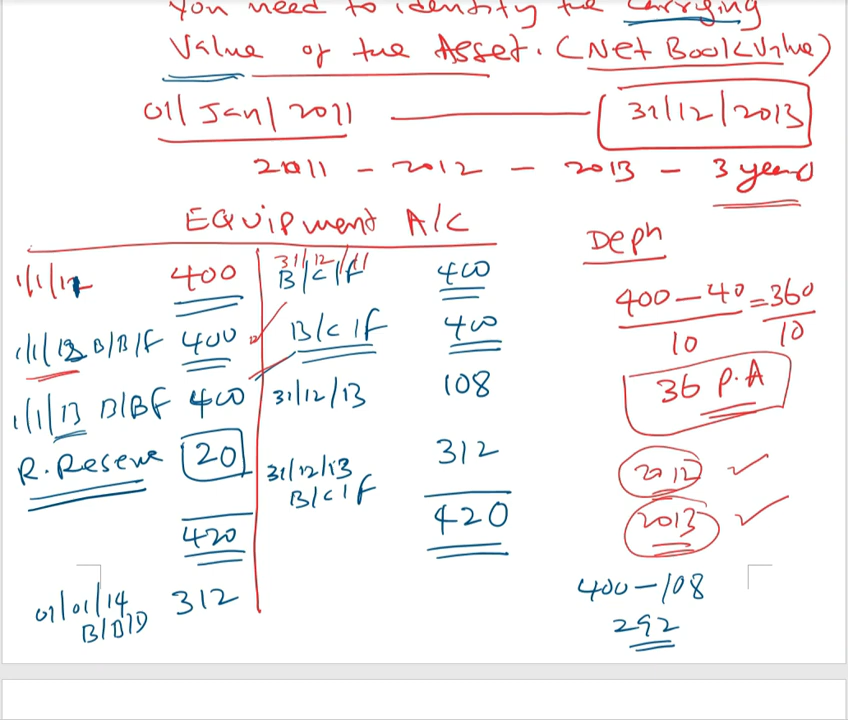 You need to identify the carrying
Value of the Asset. (Net Book Value)
01/Jan/2011 31/12/2013
2011 - 2012 - 2013 - 3 years
Equipment A/C
Deph
1/1/11 400 31/12/11 B/C/F 400
400-40 = 360
10 10
1/1/12 B/B/F 400 B/C/F 400
36 P.A
1/1/13 B/BF 400 31/12/13 108
R. Reserve 20 31/12/13 B/C/F 312
2012
2013
420 420
400-108
292
01/01/14 B/B/D 312